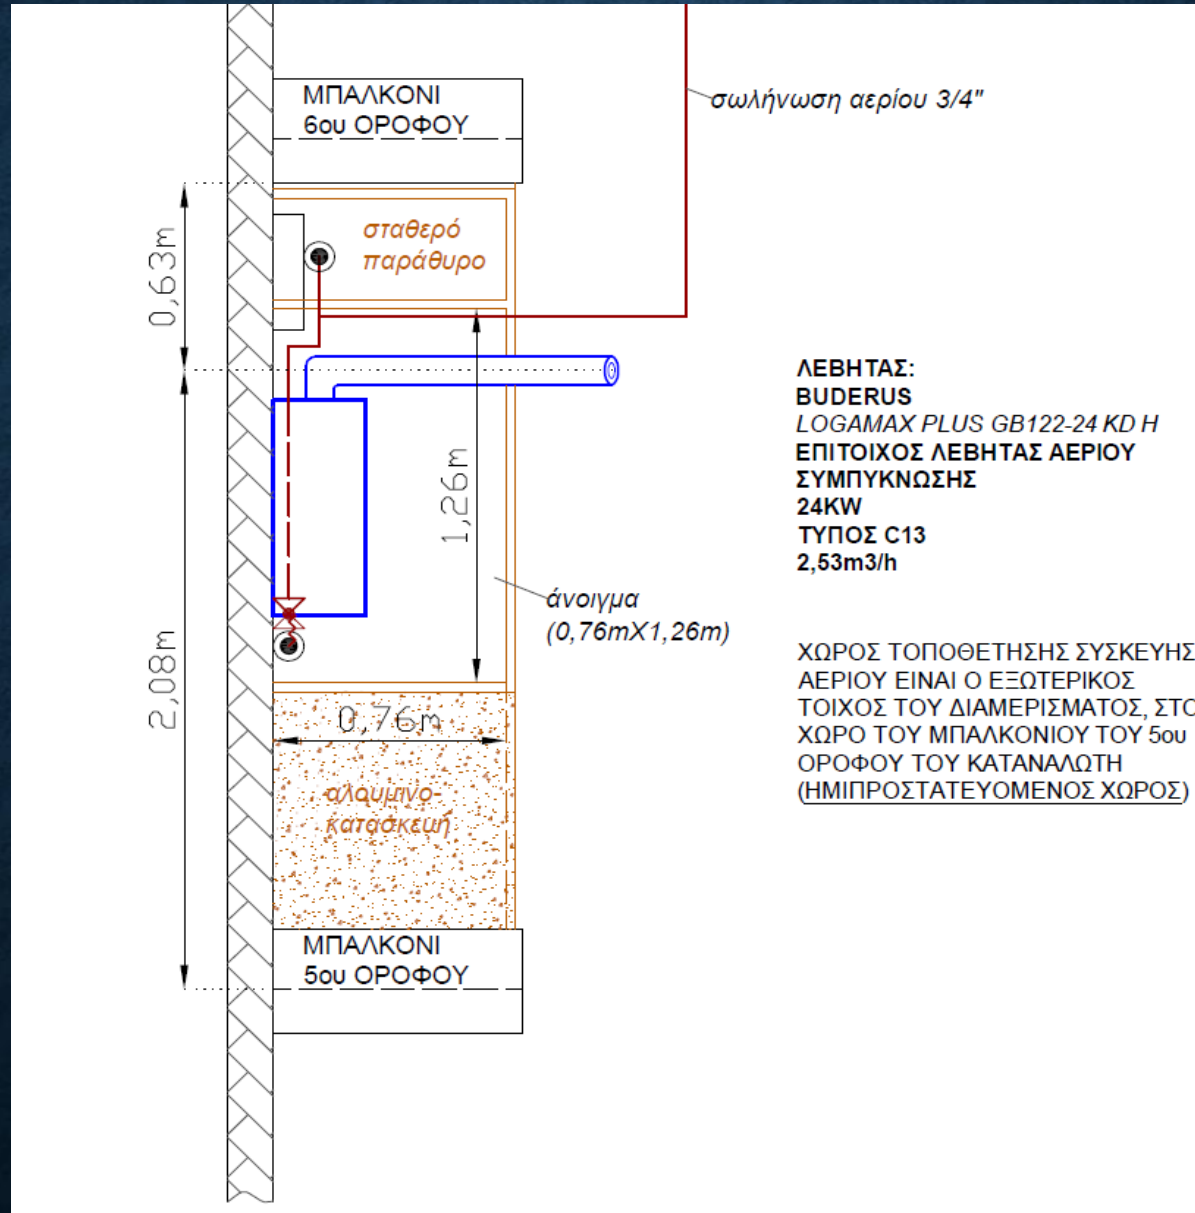 ΜΠΑΛΚΟΝΙ
6ου ΟΡΟΦΟΥ
σωλήνωση αερίου 3/4"
σταθερό
παράθυρο
0,63m
ΛΕΒΗΤΑΣ:
BUDERUS
LOGAMAX PLUS GB122-24 KD H
ΕΠΙΤΟΙΧΟΣ ΛΕΒΗΤΑΣ ΑΕΡΙΟΥ
ΣΥΜΠΥΚΝΩΣΗΣ
24KW
ΤΥΠΟΣ C13
2,53m3/h
1,26m
άνοιγμα
(0,76mX1,26m)
2,08m
0,76m
αλουμινο-
κατασκευή
ΧΩΡΟΣ ΤΟΠΟΘΕΤΗΣΗΣ ΣΥΣΚΕΥΗΣ
ΑΕΡΙΟΥ ΕΙΝΑΙ Ο ΕΞΩΤΕΡΙΚΟΣ
ΤΟΙΧΟΣ ΤΟΥ ΔΙΑΜΕΡΙΣΜΑΤΟΣ, ΣΤΟ
ΧΩΡΟ ΤΟΥ ΜΠΑΛΚΟΝΙΟΥ ΤΟΥ 5ου
ΟΡΟΦΟΥ ΤΟΥ ΚΑΤΑΝΑΛΩΤΗ
(ΗΜΙΠΡΟΣΤΑΤΕΥΟΜΕΝΟΣ ΧΩΡΟΣ)
ΜΠΑΛΚΟΝΙ
5ου ΟΡΟΦΟΥ